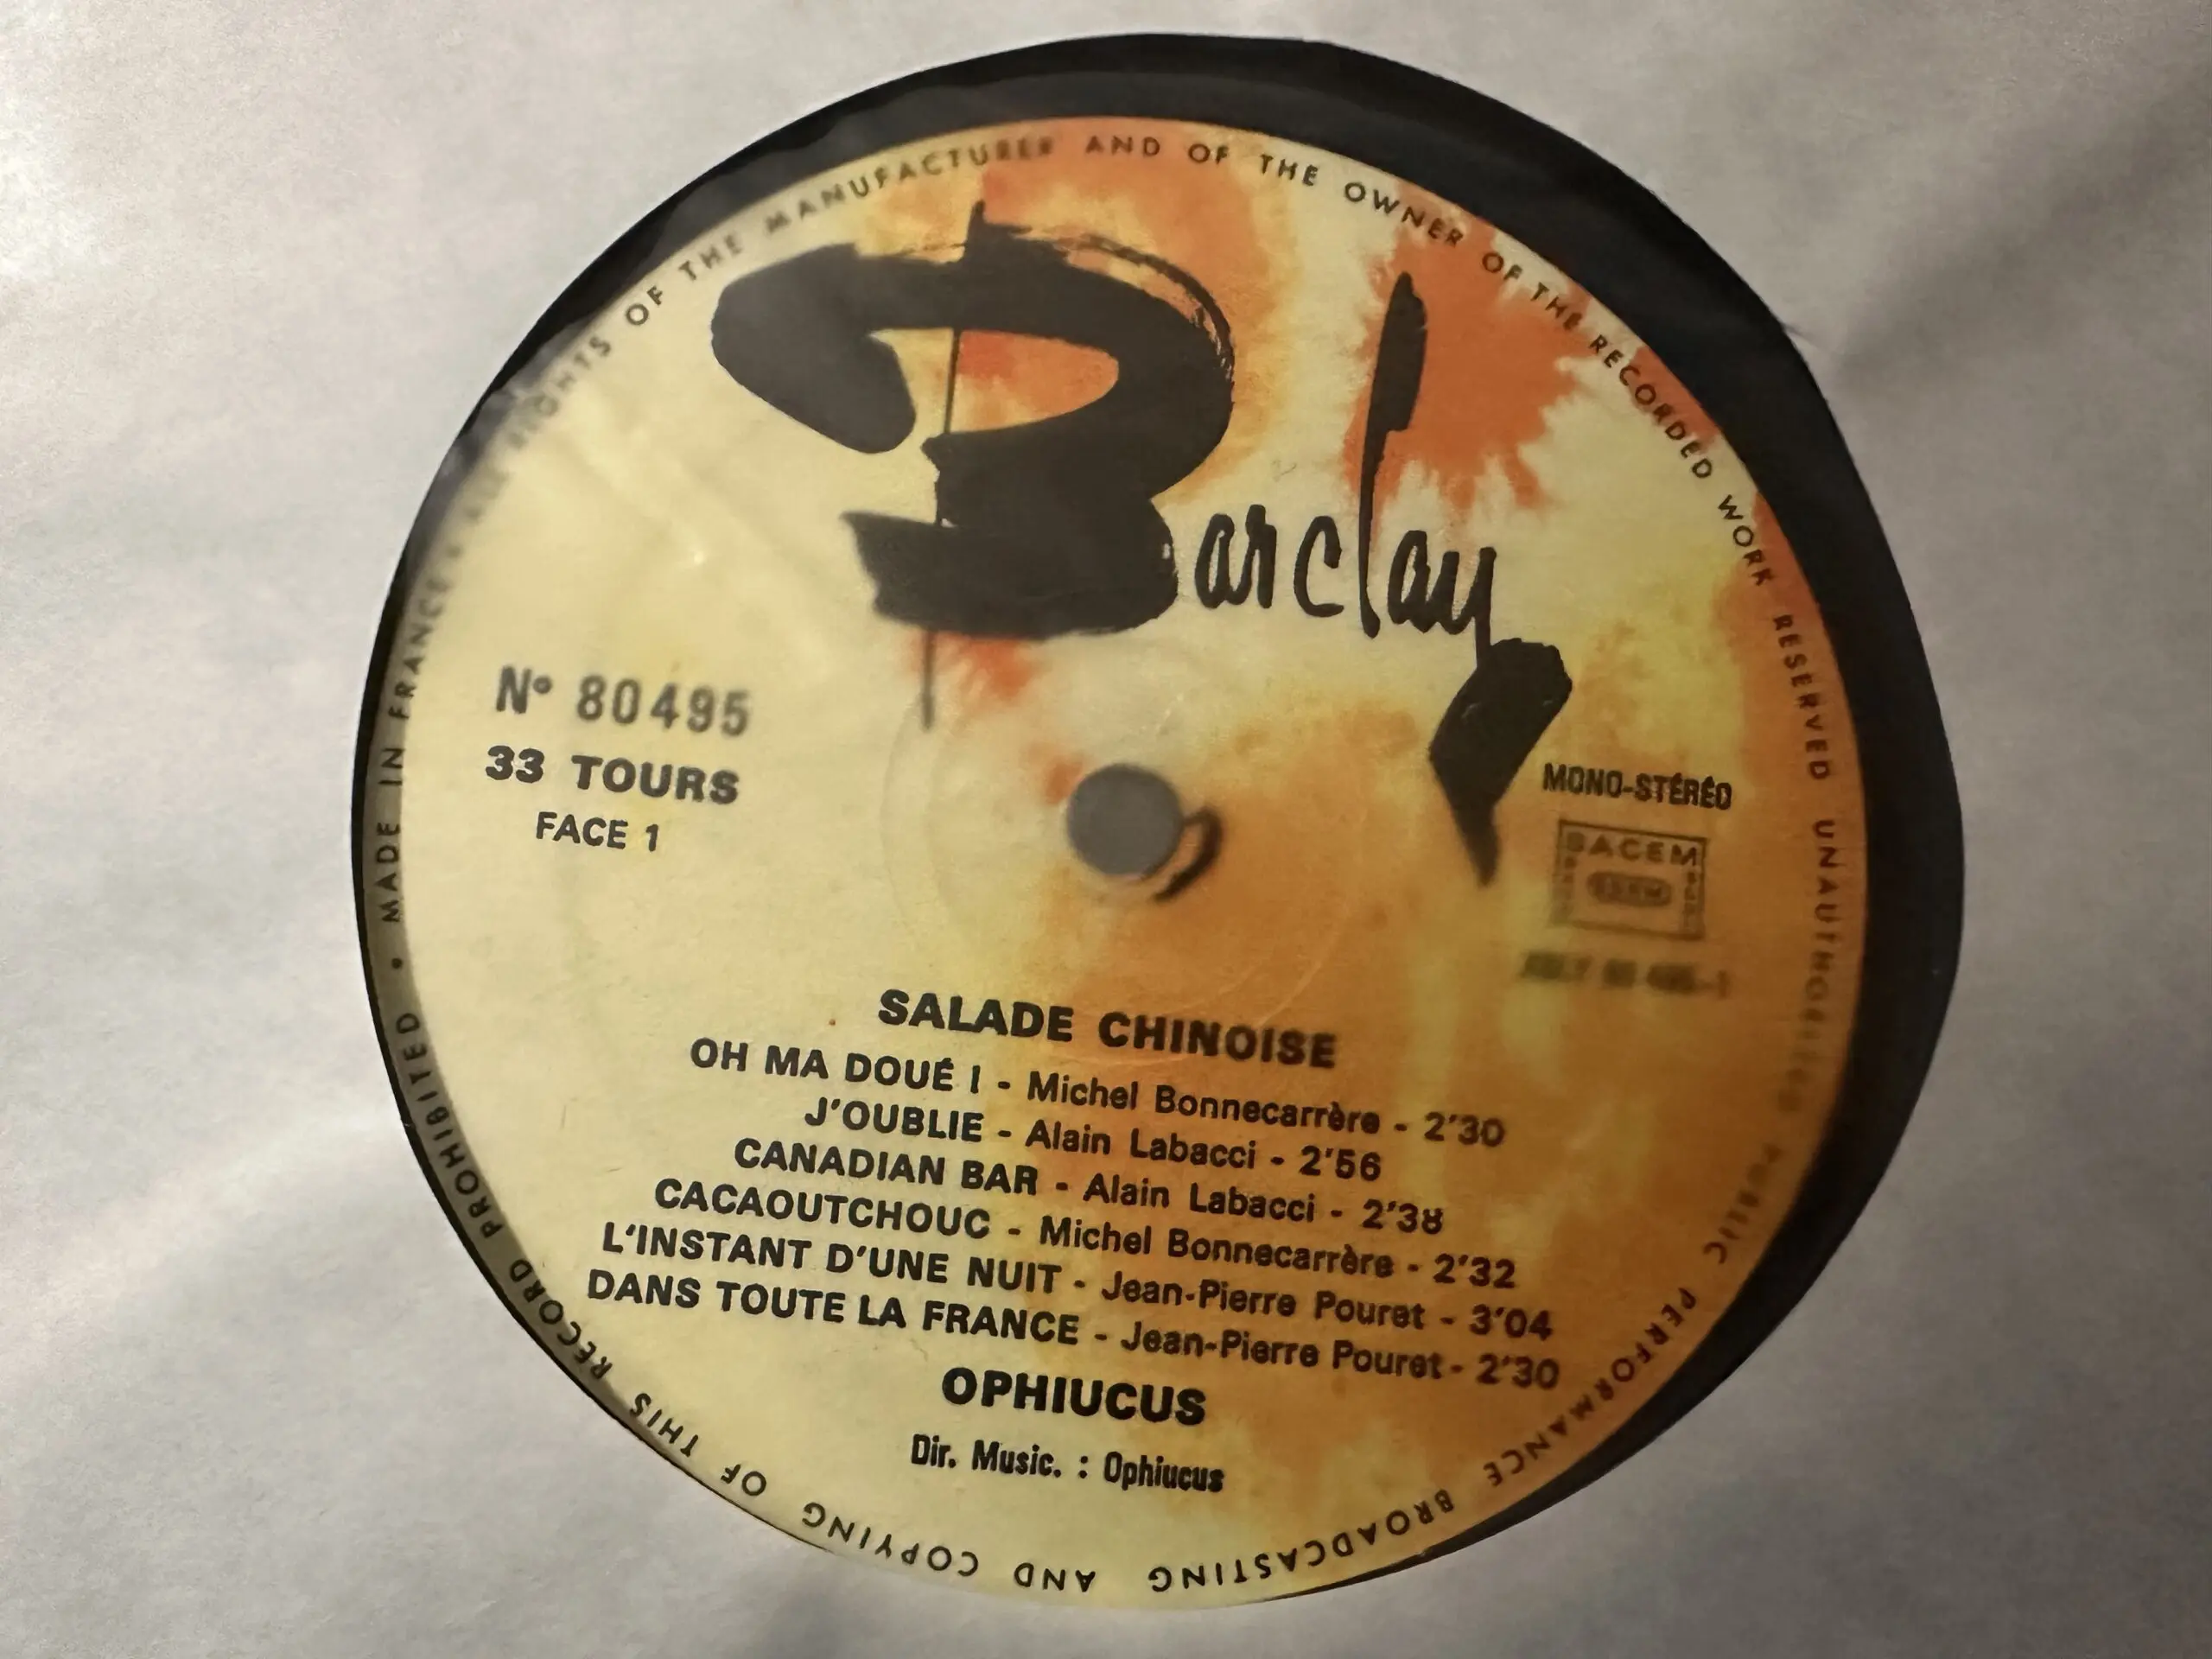 MADE IN FRANCE • ALL RIGHTS OF THE MANUFACTURER AND OF THE OWNER OF THE RECORDED WORK RESERVED UNAUTHORISED PUBLIC PERFORMANCE BROADCASTING AND COPYING OF THIS RECORD PROHIBITED •
Barclay
N° 80495
33 TOURS
FACE 1
MONO-STÉRÉO
SACEM
SALADE CHINOISE
OH MA DOUÉ ! - Michel Bonnecarrère - 2'30
J'OUBLIE - Alain Labacci - 2'56
CANADIAN BAR - Alain Labacci - 2'38
CACAOUTCHOUC - Michel Bonnecarrère - 2'32
L'INSTANT D'UNE NUIT - Jean-Pierre Pouret - 3'04
DANS TOUTE LA FRANCE - Jean-Pierre Pouret - 2'30
OPHIUCUS
Dir. Music. : Ophiucus